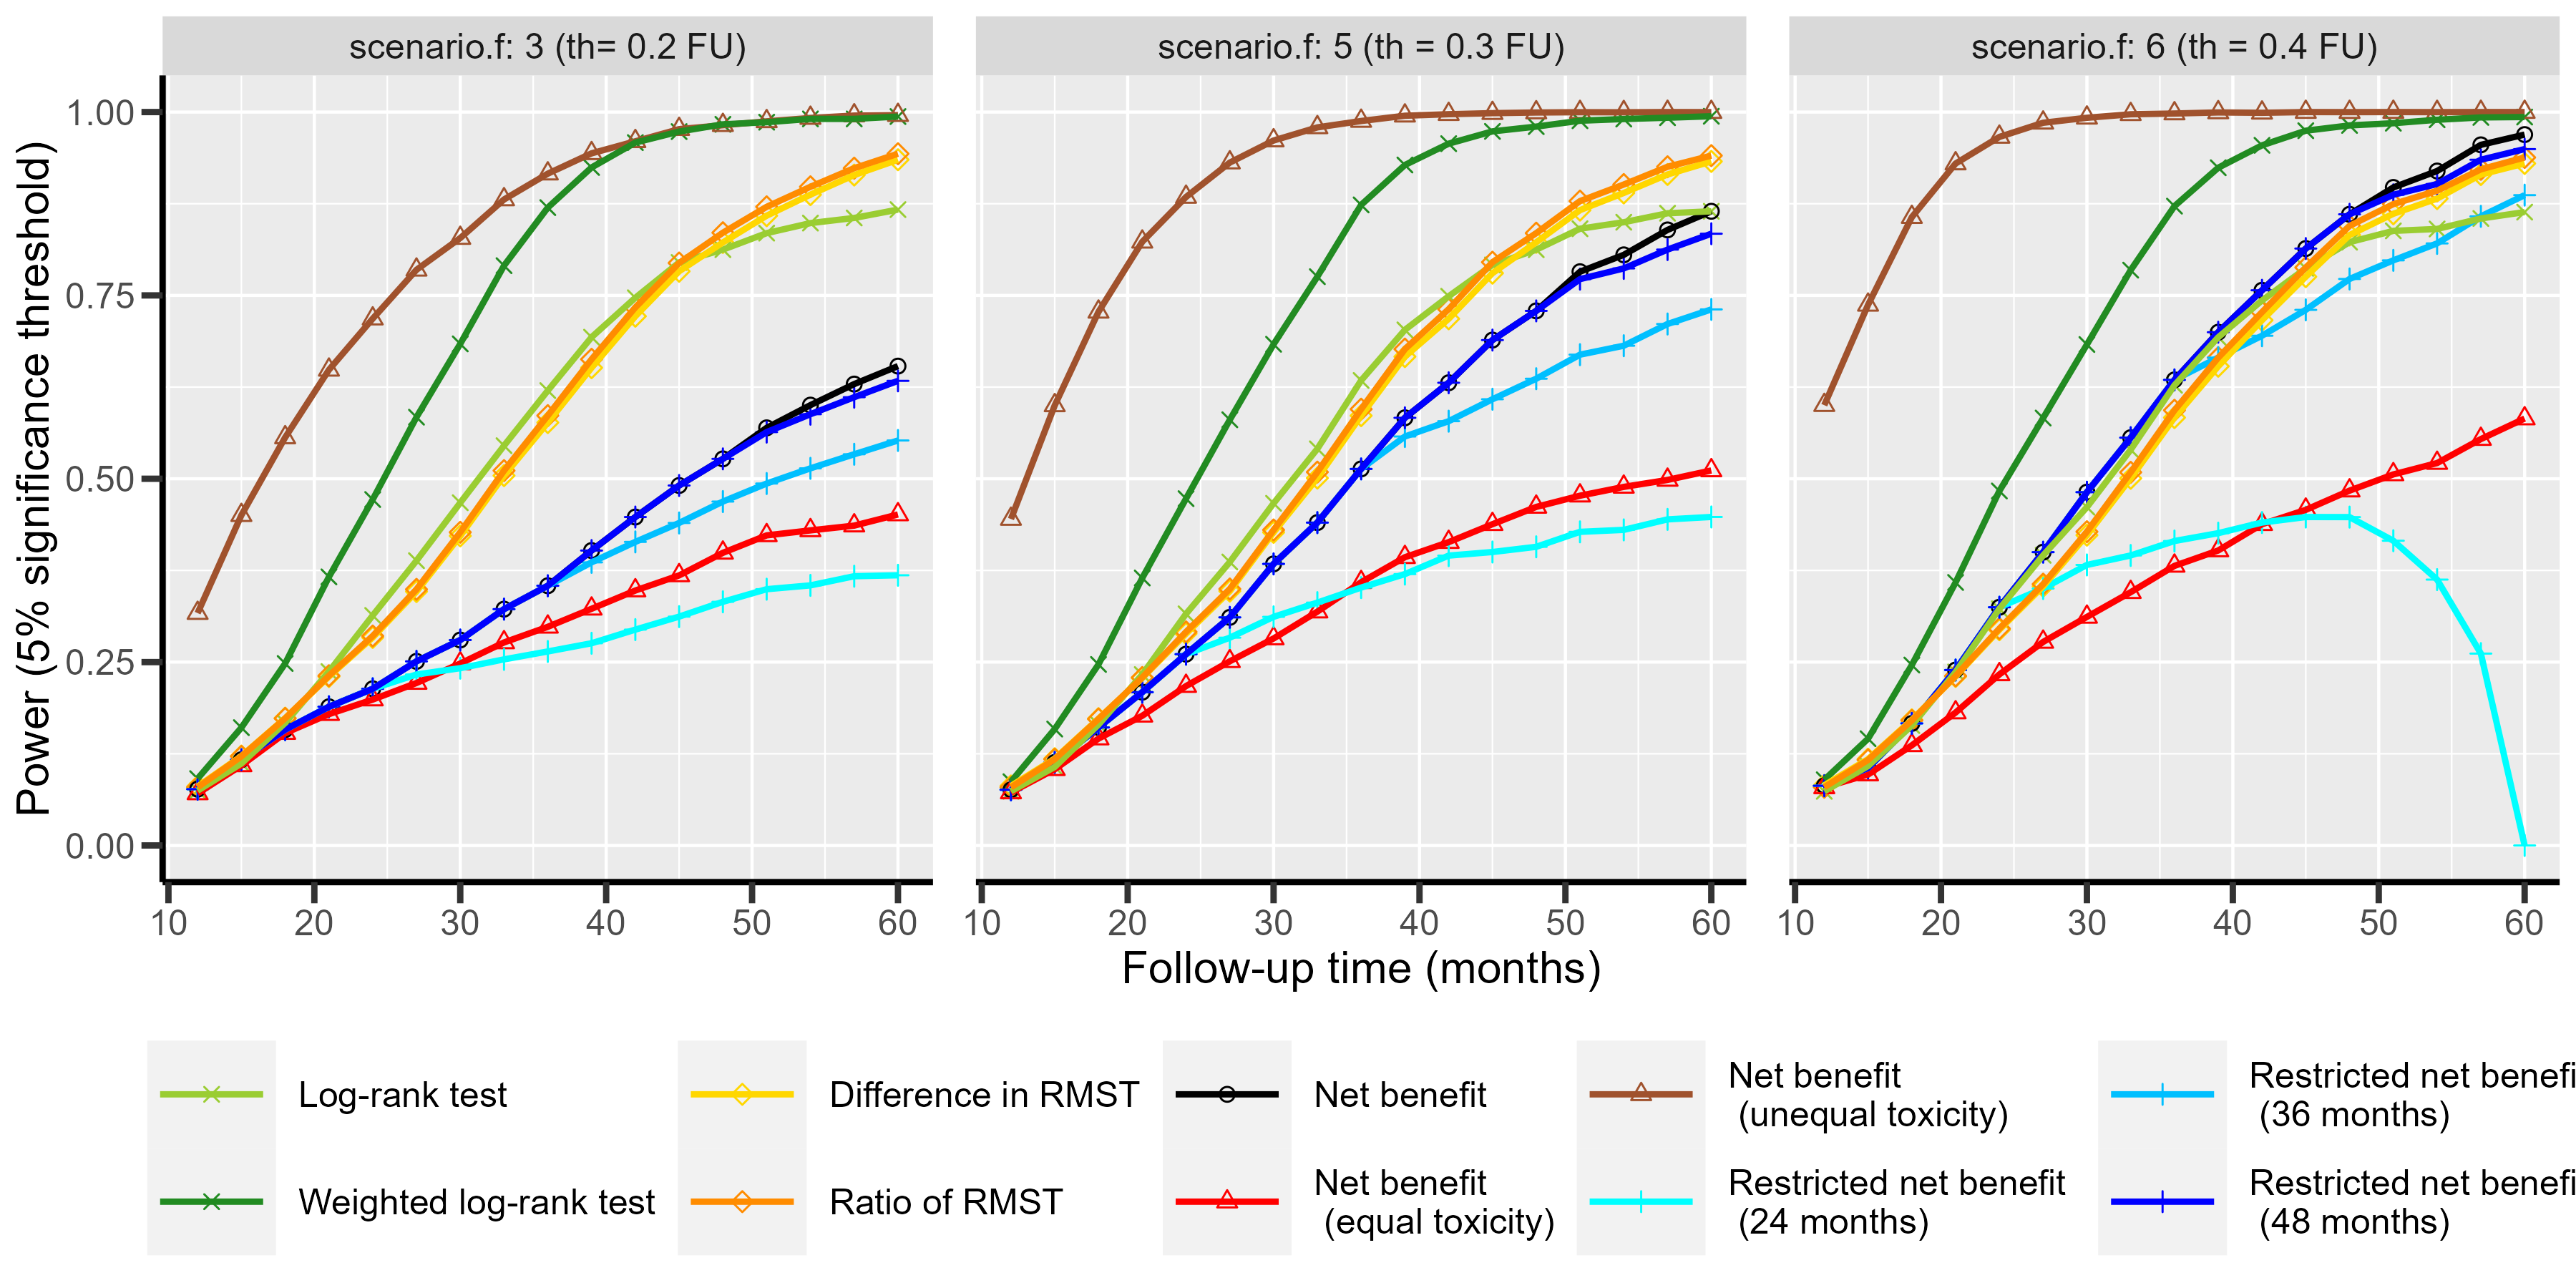 scenario.f: 3 (th= 0.2 FU)
scenario.f: 5 (th = 0.3 FU)
scenario.f: 6 (th = 0.4 FU)
Power (5% significance threshold)
1.00
0.75
0.50
0.25
0.00
10 20 30 40 50 60
10 20 30 40 50 60
10 20 30 40 50 60
Follow-up time (months)
Log-rank test
Weighted log-rank test
Difference in RMST
Ratio of RMST
Net benefit
Net benefit
(equal toxicity)
Net benefit
(unequal toxicity)
Restricted net benefit
(24 months)
Restricted net benefi
(36 months)
Restricted net benefi
(48 months)